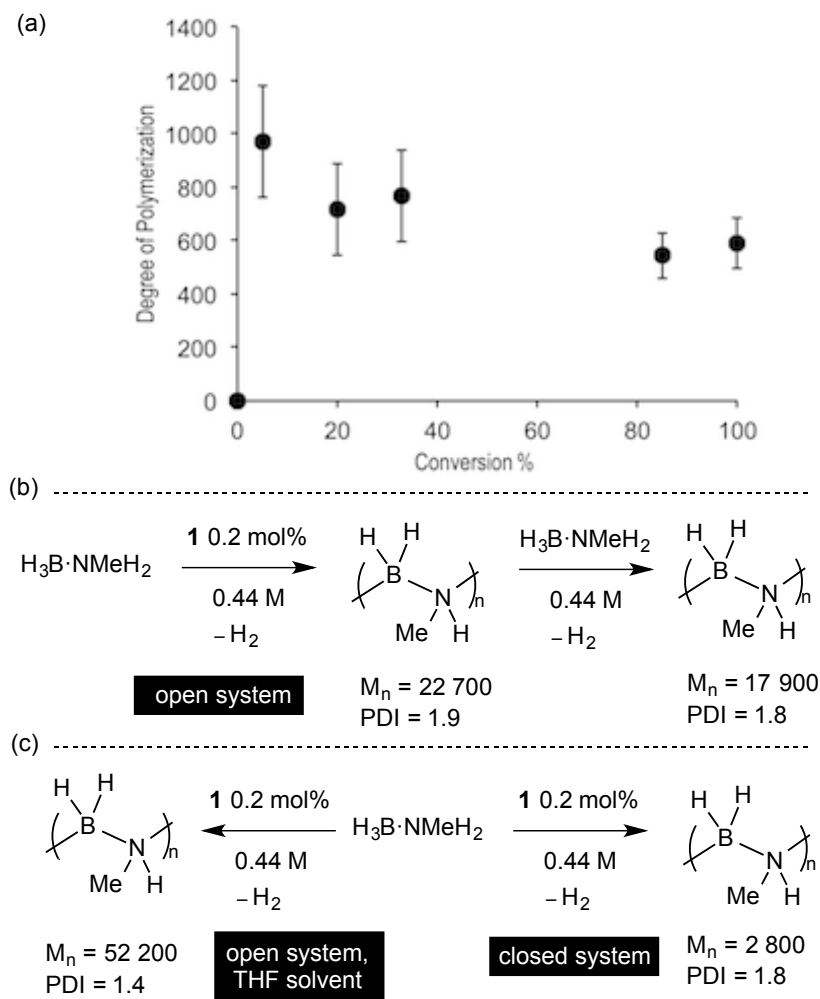 (a)
1400
1200
1000
800
600
400
200
0
Degree of Polymerization
0 20 40 60 80 100
Conversion %
(b)
H₃B·NMeH₂
1 0.2 mol%
0.44 M
– H₂
open system
H H
B
N
Me H
n
Mₙ = 22 700
PDI = 1.9
H₃B·NMeH₂
0.44 M
– H₂
H H
B
N
Me H
n
Mₙ = 17 900
PDI = 1.8
(c)
H H
B
N
Me H
n
Mₙ = 52 200
PDI = 1.4
1 0.2 mol%
0.44 M
– H₂
open system,
THF solvent
H₃B·NMeH₂
1 0.2 mol%
0.44 M
– H₂
closed system
H H
B
N
Me H
n
Mₙ = 2 800
PDI = 1.8